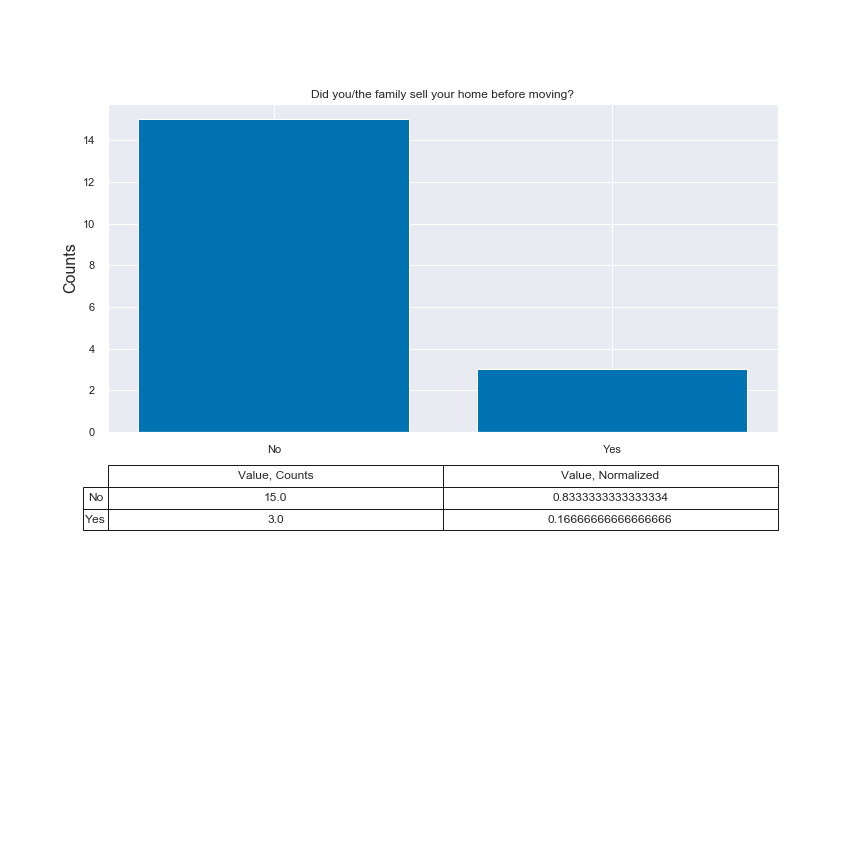 Did you/the family sell your home before moving?
14
12
10
8
6
4
2
0
Counts
No Yes
Value, Counts Value, Normalized
No 15.0 0.8333333333333334
Yes 3.0 0.16666666666666666